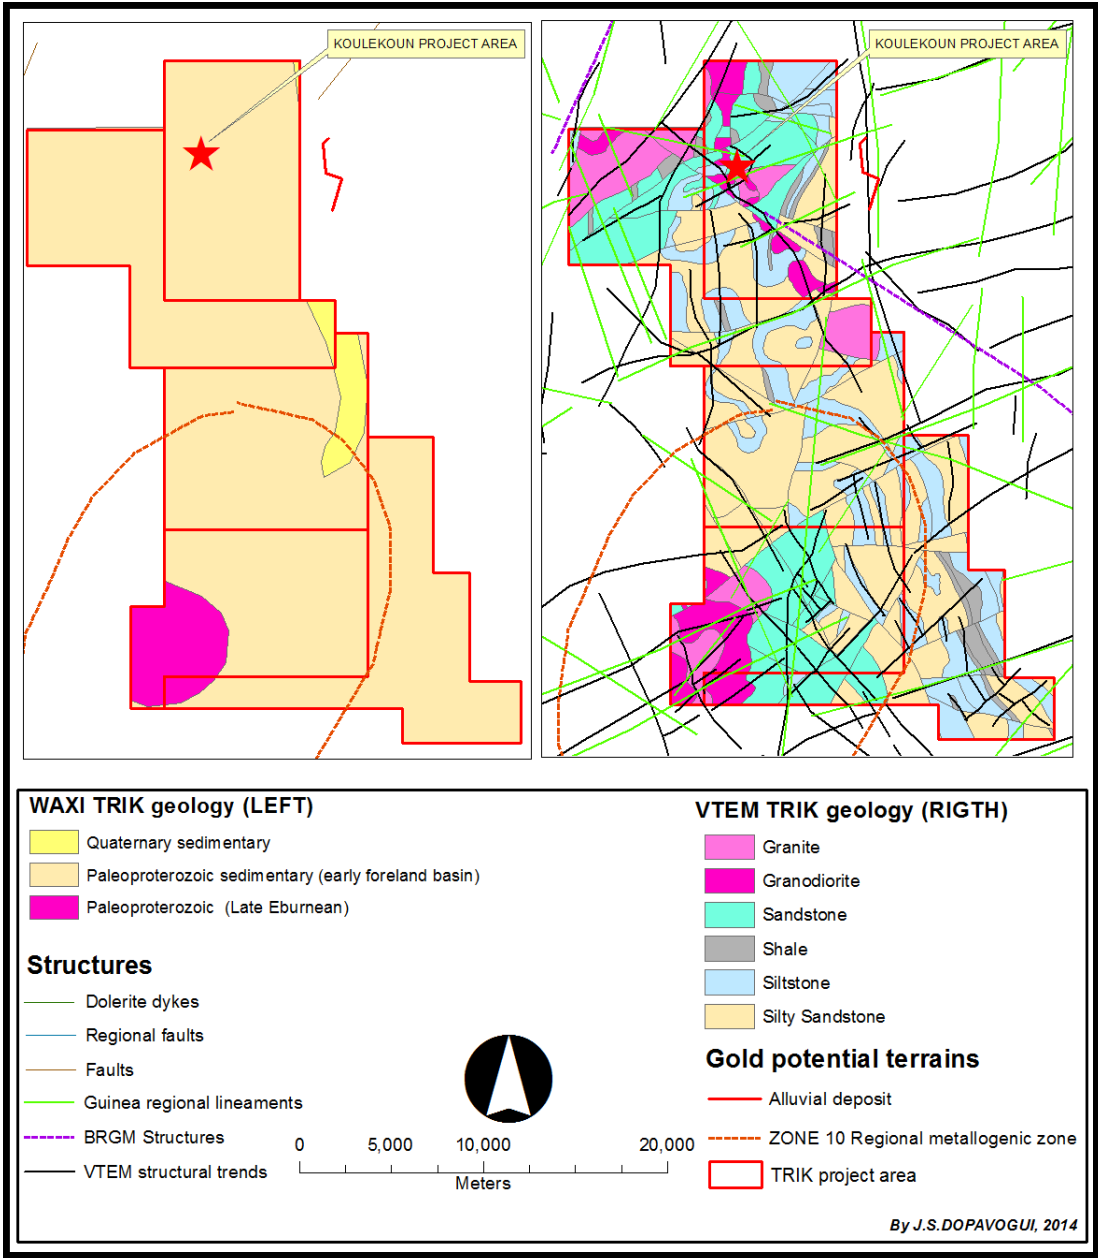 KOULEKOUN PROJECT AREA
KOULEKOUN PROJECT AREA
WAXI TRIK geology (LEFT)
Quaternary sedimentary
Paleoproterozoic sedimentary (early foreland basin)
Paleoproterozoic (Late Eburnean)
Structures
Dolerite dykes
Regional faults
Faults
Guinea regional lineaments
BRGM Structures
VTEM structural trends
0 5,000 10,000 20,000
Meters
VTEM TRIK geology (RIGTH)
Granite
Granodiorite
Sandstone
Shale
Siltstone
Silty Sandstone
Gold potential terrains
Alluvial deposit
ZONE 10 Regional metallogenic zone
TRIK project area
By J.S.DOPAVOGUI, 2014